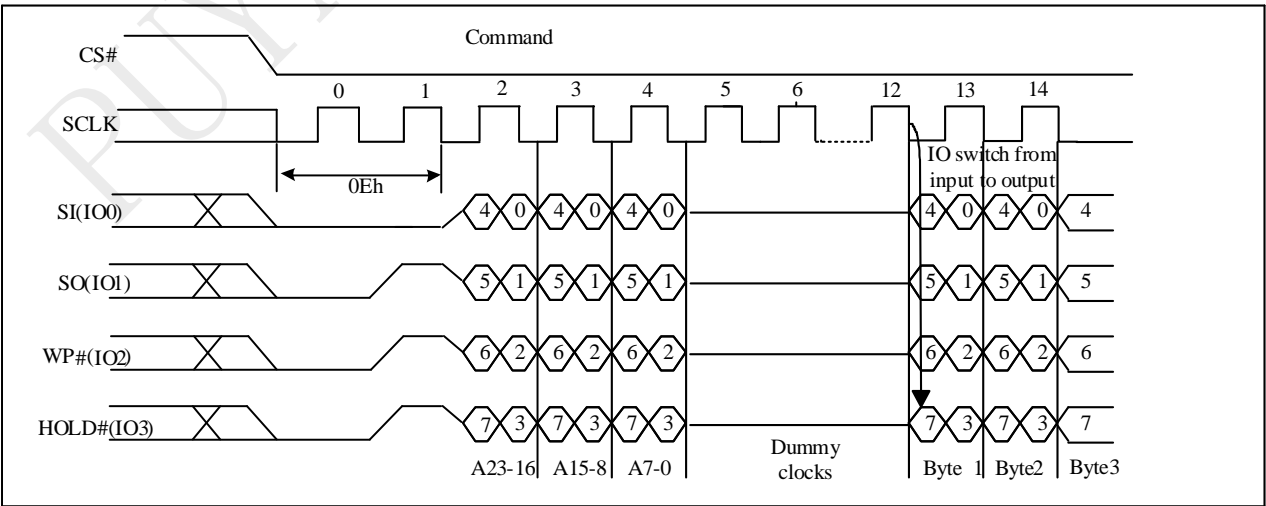 PUY
Command
CS#
0 1 2 3 4 5 6 12 13 14
SCLK
IO switch from
input to output
0Eh
SI(IO0) 4 0 4 0 4 0 4 0 4 0 4
SO(IO1) 5 1 5 1 5 1 5 1 5 1 5
WP#(IO2) 6 2 6 2 6 2 6 2 6 2 6
HOLD#(IO3) 7 3 7 3 7 3 7 3 7 3 7
Dummy
clocks
A23-16 A15-8 A7-0 Byte 1 Byte2 Byte3